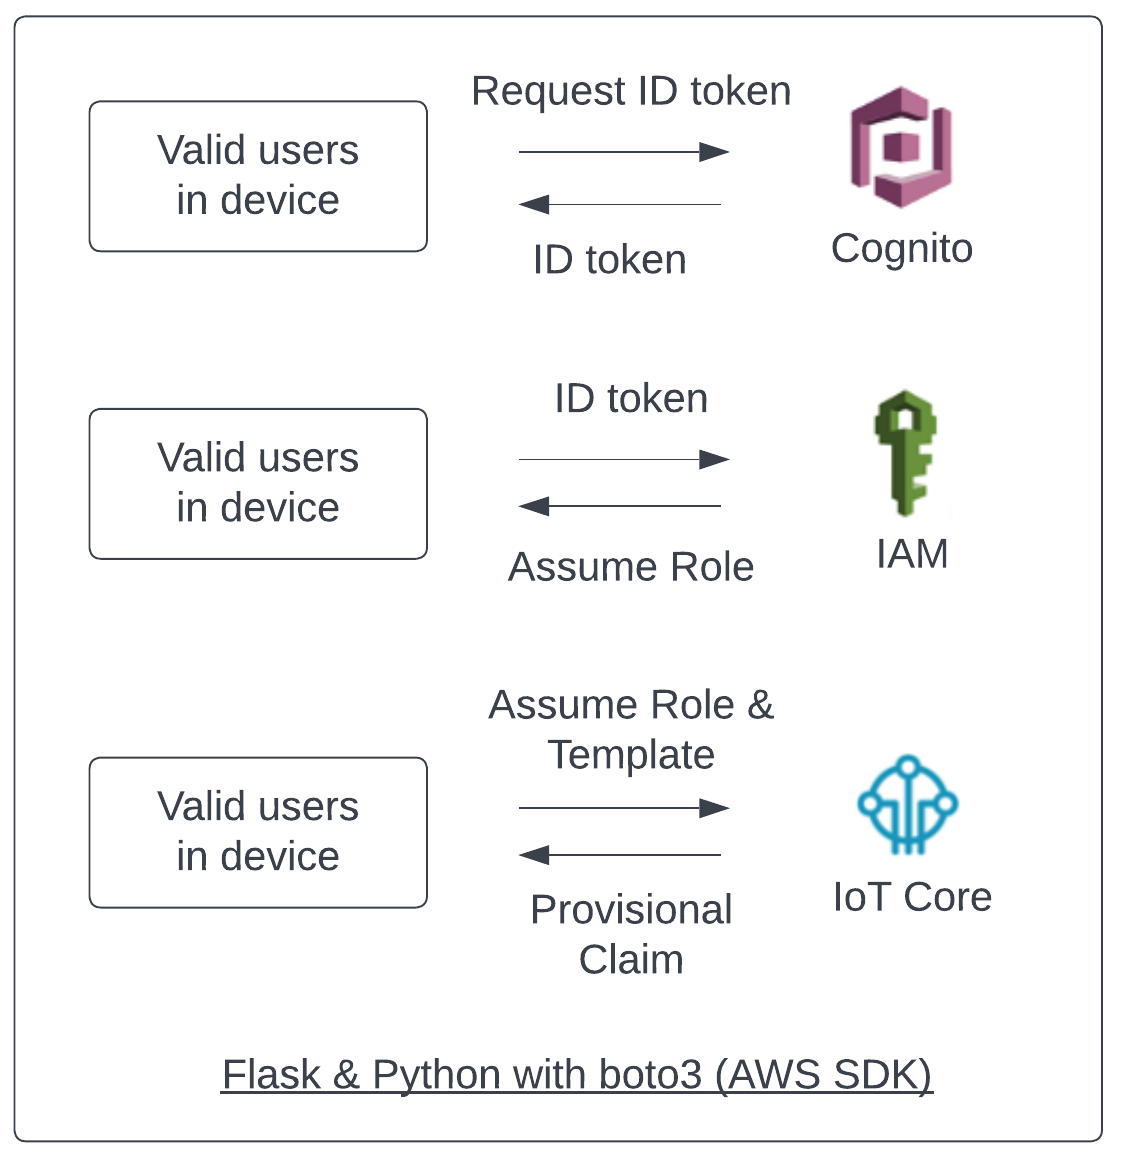 Request ID token
Valid users
in device
ID token
Cognito
ID token
Valid users
in device
Assume Role
IAM
Assume Role &
Template
Valid users
in device
Provisional
Claim
IoT Core
Flask & Python with boto3 (AWS SDK)